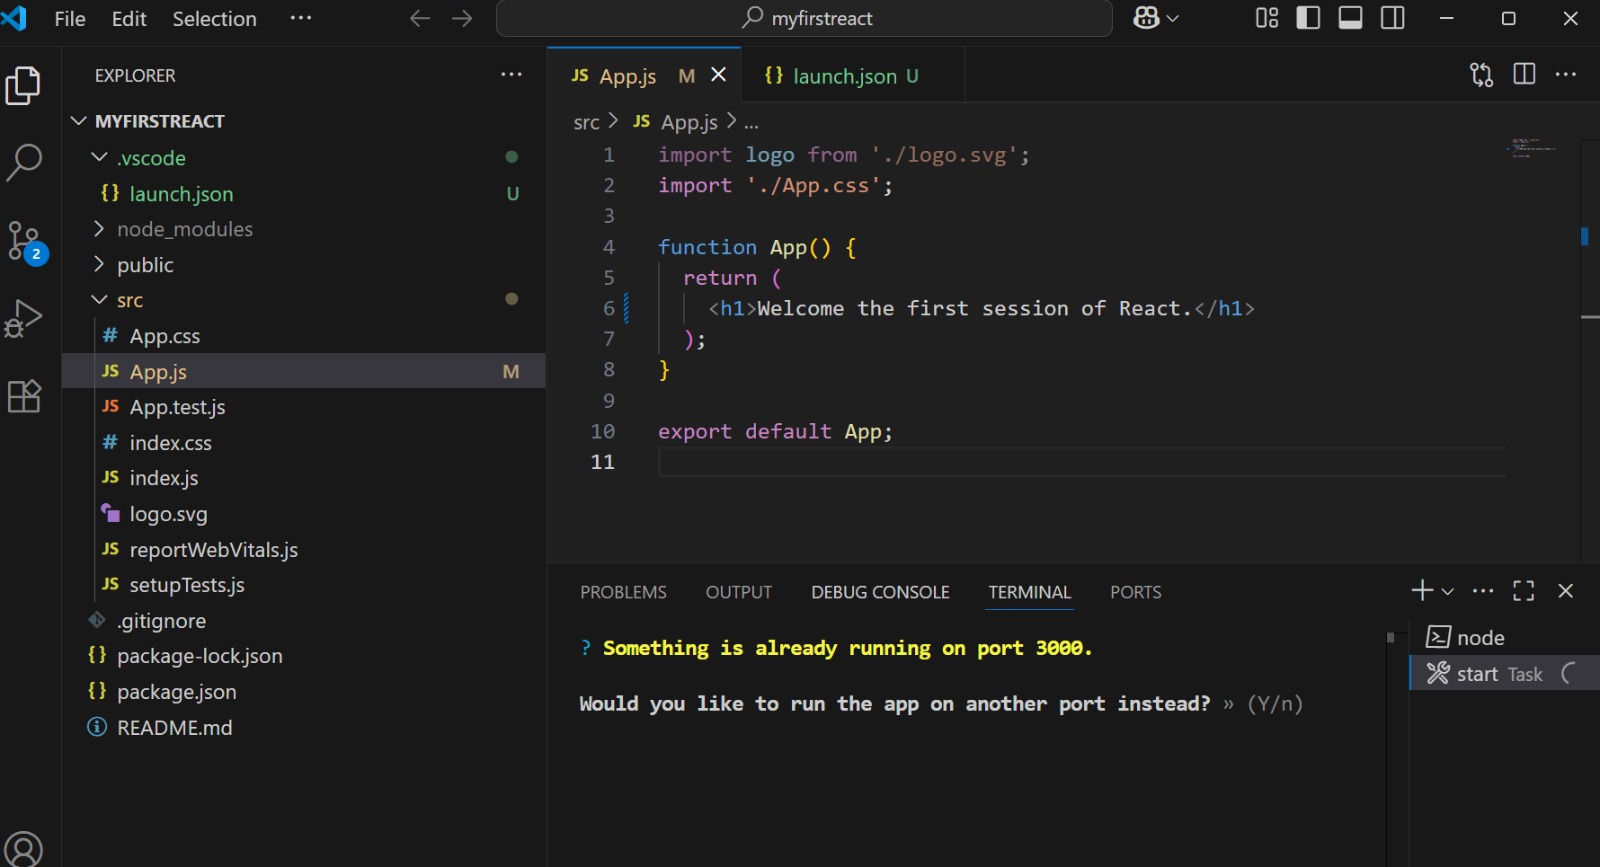 File Edit Selection ··· myfirstreact
EXPLORER ···
MYFIRSTREACT
.vscode
{} launch.json U
node_modules
public
src
# App.css
JS App.js M
JS App.test.js
# index.css
JS index.js
logo.svg
JS reportWebVitals.js
JS setupTests.js
.gitignore
{} package-lock.json
{} package.json
README.md
2
JS App.js M {} launch.json U ···
src > JS App.js > ...
1 import logo from './logo.svg';
2 import './App.css';
3
4 function App() {
5 return (
6 <h1>Welcome the first session of React.</h1>
7 );
8 }
9
10 export default App;
11
PROBLEMS OUTPUT DEBUG CONSOLE TERMINAL PORTS ···
? Something is already running on port 3000.
Would you like to run the app on another port instead? » (Y/n)
node
start Task